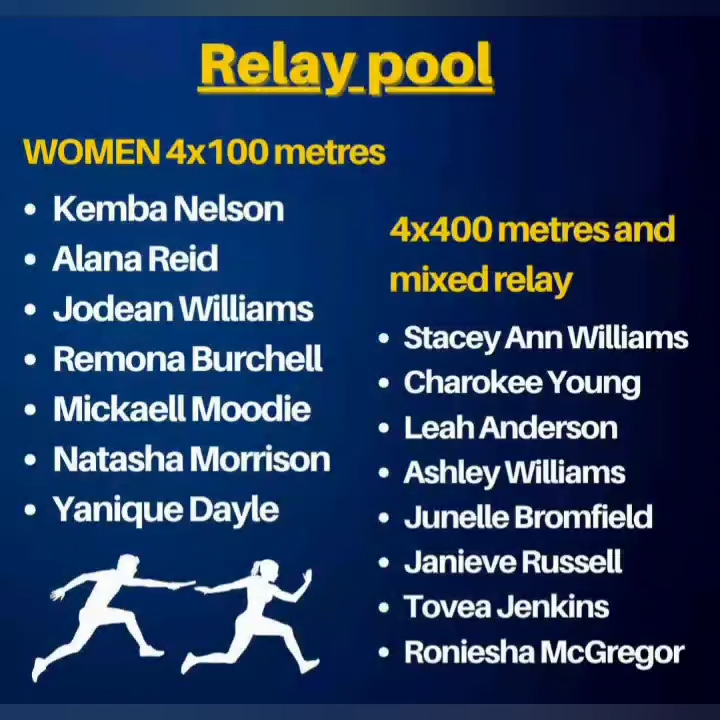 Relay pool
WOMEN 4x100 metres
• Kemba Nelson
• Alana Reid
• Jodean Williams
• Remona Burchell
• Mickaell Moodie
• Natasha Morrison
• Yanique Dayle
4x400 metres and
mixed relay
• Stacey Ann Williams
• Charokee Young
• Leah Anderson
• Ashley Williams
• Junelle Bromfield
• Janieve Russell
• Tovea Jenkins
• Roniesha McGregor